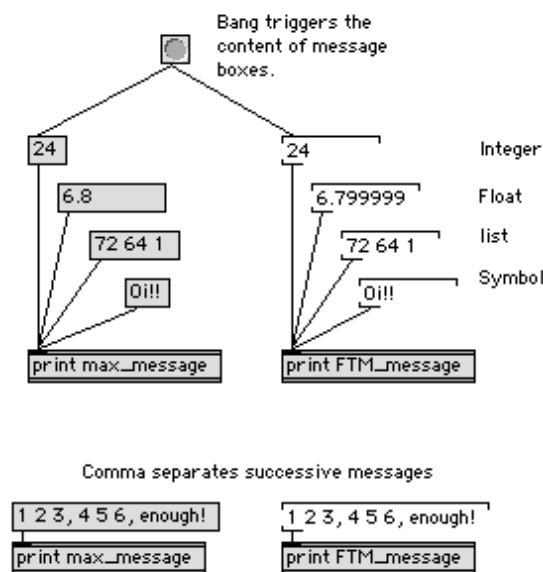 Bang triggers the
content of message
boxes.
24
24
Integer
6.8
6.799999
Float
72 64 1
72 64 1
list
0i!!
0i!!
Symbol
print max_message
print FTM_message
Comma separates successive messages
1 2 3, 4 5 6, enough!
1 2 3, 4 5 6, enough!
print max_message
print FTM_message